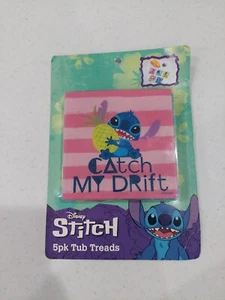 CAtch
MY DRift
Disney
StitcH
5pk Tub Treads